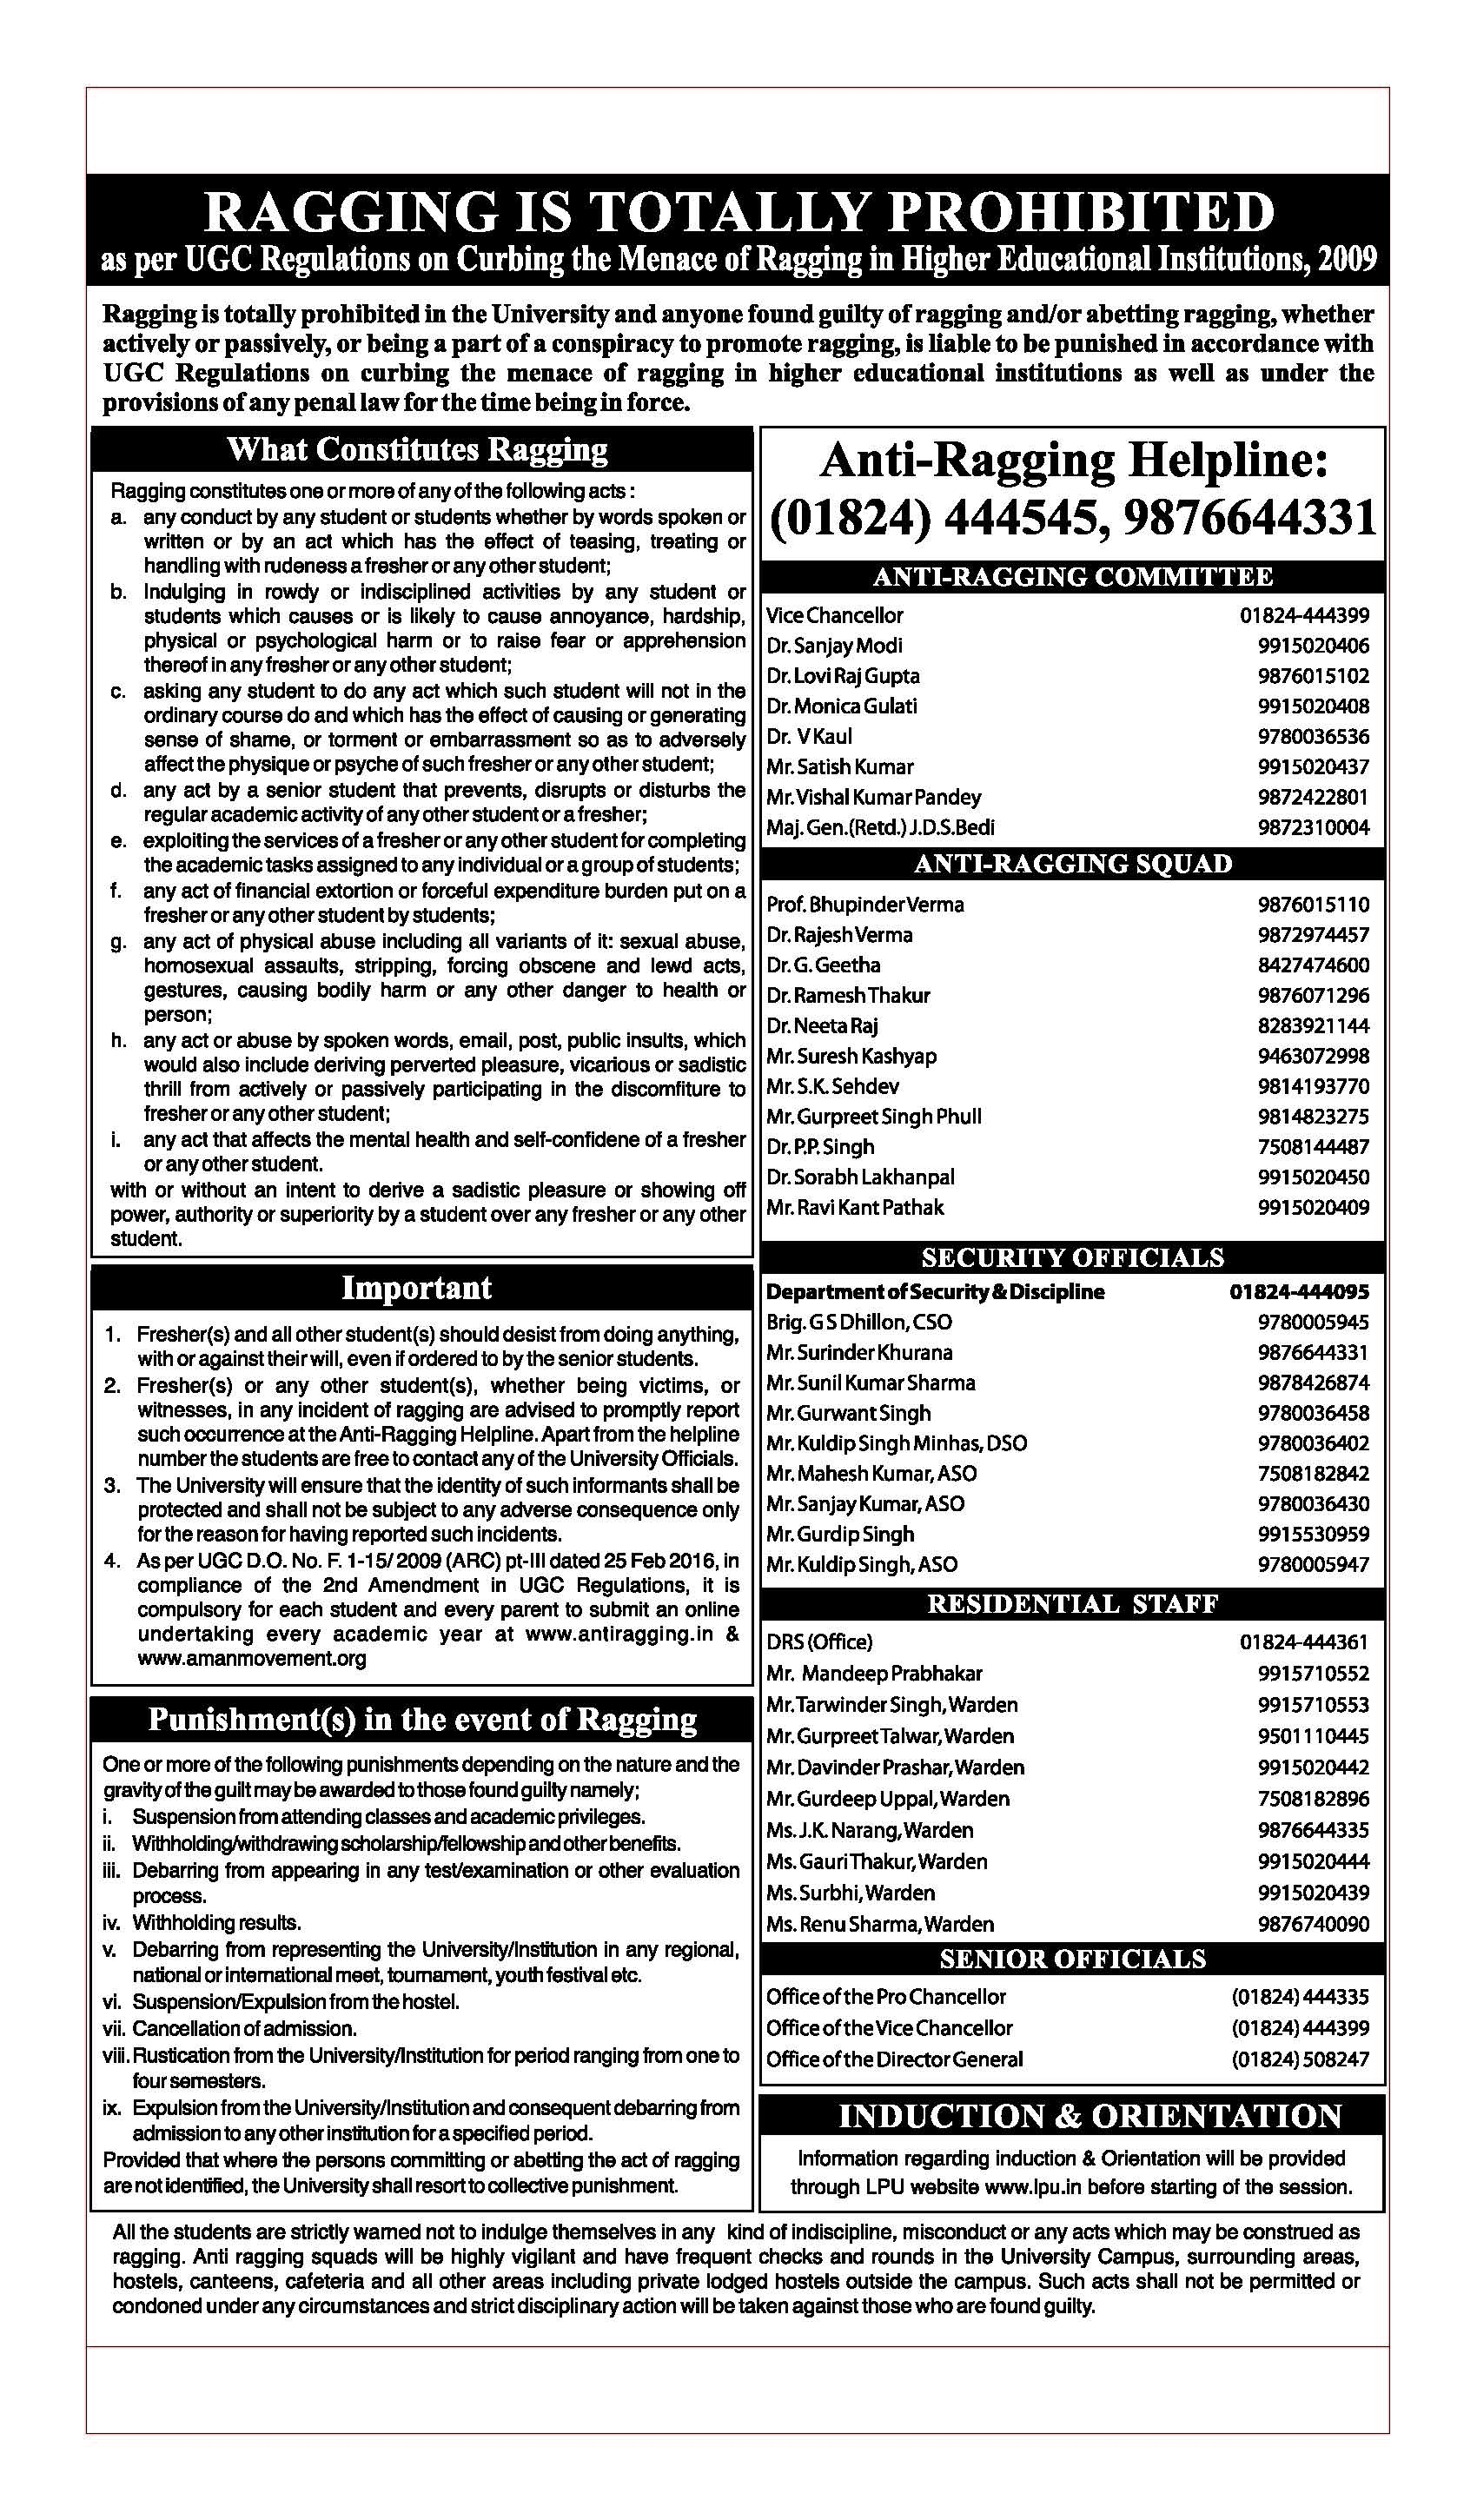 RAGGING IS TOTALLY PROHIBITED
as per UGC Regulations on Curbing the Menace of Ragging in Higher Educational Institutions, 2009
Ragging is totally prohibited in the University and anyone found guilty of ragging and/or abetting ragging, whether
actively or passively, or being a part of a conspiracy to promote ragging, is liable to be punished in accordance with
UGC Regulations on curbing the menace of ragging in higher educational institutions as well as under the
provisions of any penal law for the time being in force.
What Constitutes Ragging
Ragging constitutes one or more of any of the following acts :
a. any conduct by any student or students whether by words spoken or
written or by an act which has the effect of teasing, treating or
handling with rudeness a fresher or any other student;
b. Indulging in rowdy or indisciplined activities by any student or
students which causes or is likely to cause annoyance, hardship,
physical or psychological harm or to raise fear or apprehension
thereof in any fresher or any other student;
c. asking any student to do any act which such student will not in the
ordinary course do and which has the effect of causing or generating
sense of shame, or torment or embarrassment so as to adversely
affect the physique or psyche of such fresher or any other student;
d. any act by a senior student that prevents, disrupts or disturbs the
regular academic activity of any other student or a fresher;
e. exploiting the services of a fresher or any other student for completing
the academic tasks assigned to any individual or a group of students;
f. any act of financial extortion or forceful expenditure burden put on a
fresher or any other student by students;
g. any act of physical abuse including all variants of it: sexual abuse,
homosexual assaults, stripping, forcing obscene and lewd acts,
gestures, causing bodily harm or any other danger to health or
person;
h. any act or abuse by spoken words, email, post, public insults, which
would also include deriving perverted pleasure, vicarious or sadistic
thrill from actively or passively participating in the discomfiture to
fresher or any other student;
i. any act that affects the mental health and self-confidene of a fresher
or any other student.
with or without an intent to derive a sadistic pleasure or showing off
power, authority or superiority by a student over any fresher or any other
student.
Important
1. Fresher(s) and all other student(s) should desist from doing anything,
with or against their will, even if ordered to by the senior students.
2. Fresher(s) or any other student(s), whether being victims, or
witnesses, in any incident of ragging are advised to promptly report
such occurrence at the Anti-Ragging Helpline. Apart from the helpline
number the students are free to contact any of the University Officials.
3. The University will ensure that the identity of such informants shall be
protected and shall not be subject to any adverse consequence only
for the reason for having reported such incidents.
4. As per UGC D.O. No. F. 1-15/ 2009 (ARC) pt-III dated 25 Feb 2016, in
compliance of the 2nd Amendment in UGC Regulations, it is
compulsory for each student and every parent to submit an online
undertaking every academic year at www.antiragging.in &
www.amanmovement.org
Punishment(s) in the event of Ragging
One or more of the following punishments depending on the nature and the
gravity of the guilt may be awarded to those found guilty namely;
i. Suspension from attending classes and academic privileges.
ii. Withholding/withdrawing scholarship/fellowship and other benefits.
iii. Debarring from appearing in any test/examination or other evaluation
process.
iv. Withholding results.
v. Debarring from representing the University/Institution in any regional,
national or international meet, tournament, youth festival etc.
vi. Suspension/Expulsion from the hostel.
vii. Cancellation of admission.
viii. Rustication from the University/Institution for period ranging from one to
four semesters.
ix. Expulsion from the University/Institution and consequent debarring from
admission to any other institution for a specified period.
Provided that where the persons committing or abetting the act of ragging
are not identified, the University shall resort to collective punishment.
Anti-Ragging Helpline:
(01824) 444545, 9876644331
ANTI-RAGGING COMMITTEE
Vice Chancellor 01824-444399
Dr. Sanjay Modi 9915020406
Dr. Lovi Raj Gupta 9876015102
Dr. Monica Gulati 9915020408
Dr. V Kaul 9780036536
Mr. Satish Kumar 9915020437
Mr. Vishal Kumar Pandey 9872422801
Maj. Gen.(Retd.) J.D.S.Bedi 9872310004
ANTI-RAGGING SQUAD
Prof. Bhupinder Verma 9876015110
Dr. Rajesh Verma 9872974457
Dr. G. Geetha 8427474600
Dr. Ramesh Thakur 9876071296
Dr. Neeta Raj 8283921144
Mr. Suresh Kashyap 9463072998
Mr. S.K. Sehdev 9814193770
Mr. Gurpreet Singh Phull 9814823275
Dr. P.P. Singh 7508144487
Dr. Sorabh Lakhanpal 9915020450
Mr. Ravi Kant Pathak 9915020409
SECURITY OFFICIALS
Department of Security & Discipline 01824-444095
Brig. G S Dhillon, CSO 9780005945
Mr. Surinder Khurana 9876644331
Mr. Sunil Kumar Sharma 9878426874
Mr. Gurwant Singh 9780036458
Mr. Kuldip Singh Minhas, DSO 9780036402
Mr. Mahesh Kumar, ASO 7508182842
Mr. Sanjay Kumar, ASO 9780036430
Mr. Gurdip Singh 9915530959
Mr. Kuldip Singh, ASO 9780005947
RESIDENTIAL STAFF
DRS (Office) 01824-444361
Mr. Mandeep Prabhakar 9915710552
Mr. Tarwinder Singh, Warden 9915710553
Mr. Gurpreet Talwar, Warden 9501110445
Mr. Davinder Prashar, Warden 9915020442
Mr. Gurdeep Uppal, Warden 7508182896
Ms. J.K. Narang, Warden 9876644335
Ms. Gauri Thakur, Warden 9915020444
Ms. Surbhi, Warden 9915020439
Ms. Renu Sharma, Warden 9876740090
SENIOR OFFICIALS
Office of the Pro Chancellor (01824) 444335
Office of the Vice Chancellor (01824) 444399
Office of the Director General (01824) 508247
INDUCTION & ORIENTATION
Information regarding induction & Orientation will be provided
through LPU website www.lpu.in before starting of the session.
All the students are strictly warned not to indulge themselves in any kind of indiscipline, misconduct or any acts which may be construed as
ragging. Anti ragging squads will be highly vigilant and have frequent checks and rounds in the University Campus, surrounding areas,
hostels, canteens, cafeteria and all other areas including private lodged hostels outside the campus. Such acts shall not be permitted or
condoned under any circumstances and strict disciplinary action will be taken against those who are found guilty.